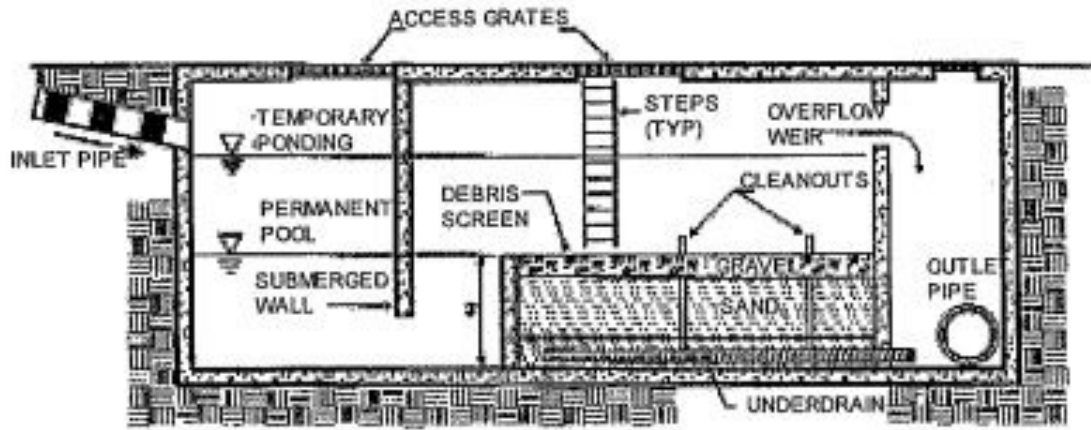 ACCESS GRATES
TEMPORARY
PONDING
STEPS
(TYP)
OVERFLOW
WEIR
INLET PIPE
CLEANOUTS
DEBRIS
SCREEN
PERMANENT
POOL
GRAVEL
OUTLE
PIPE
SUBMERGED
WALL
SAND
UNDERDRAIN